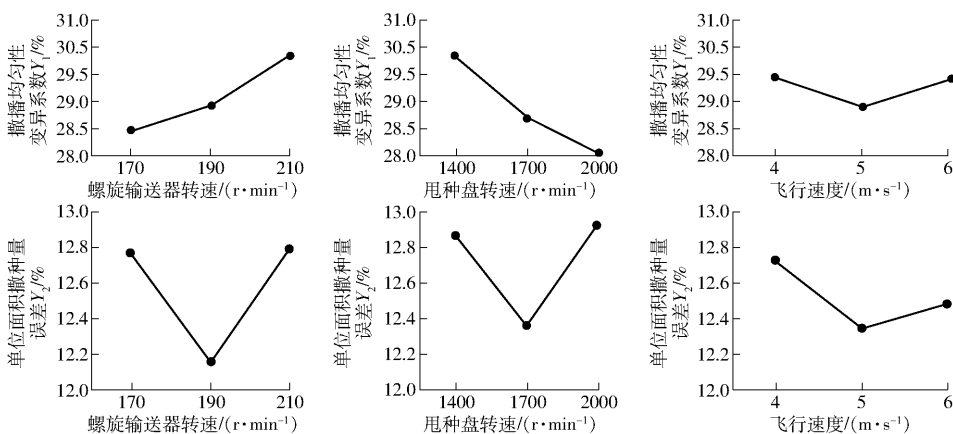 撒播均匀性
变异系数Y₁/%
31.0
30.5
29.5
29.0
28.5
28.0
170 190 210
螺旋输送器转速/(r·min⁻¹)
撒播均匀性
变异系数Y₁/%
31.0
30.5
29.5
29.0
28.5
28.0
1400 1700 2000
甩种盘转速/(r·min⁻¹)
撒播均匀性
变异系数Y₁/%
31.0
30.5
29.5
29.0
28.5
28.0
4 5 6
飞行速度/(m·s⁻¹)
单位面积撒种量
误差Y₂/%
13.0
12.8
12.6
12.4
12.2
12.0
170 190 210
螺旋输送器转速/(r·min⁻¹)
单位面积撒种量
误差Y₂/%
13.0
12.8
12.6
12.4
12.2
12.0
1400 1700 2000
甩种盘转速/(r·min⁻¹)
单位面积撒种量
误差Y₂/%
13.0
12.8
12.6
12.4
12.2
12.0
4 5 6
飞行速度/(m·s⁻¹)